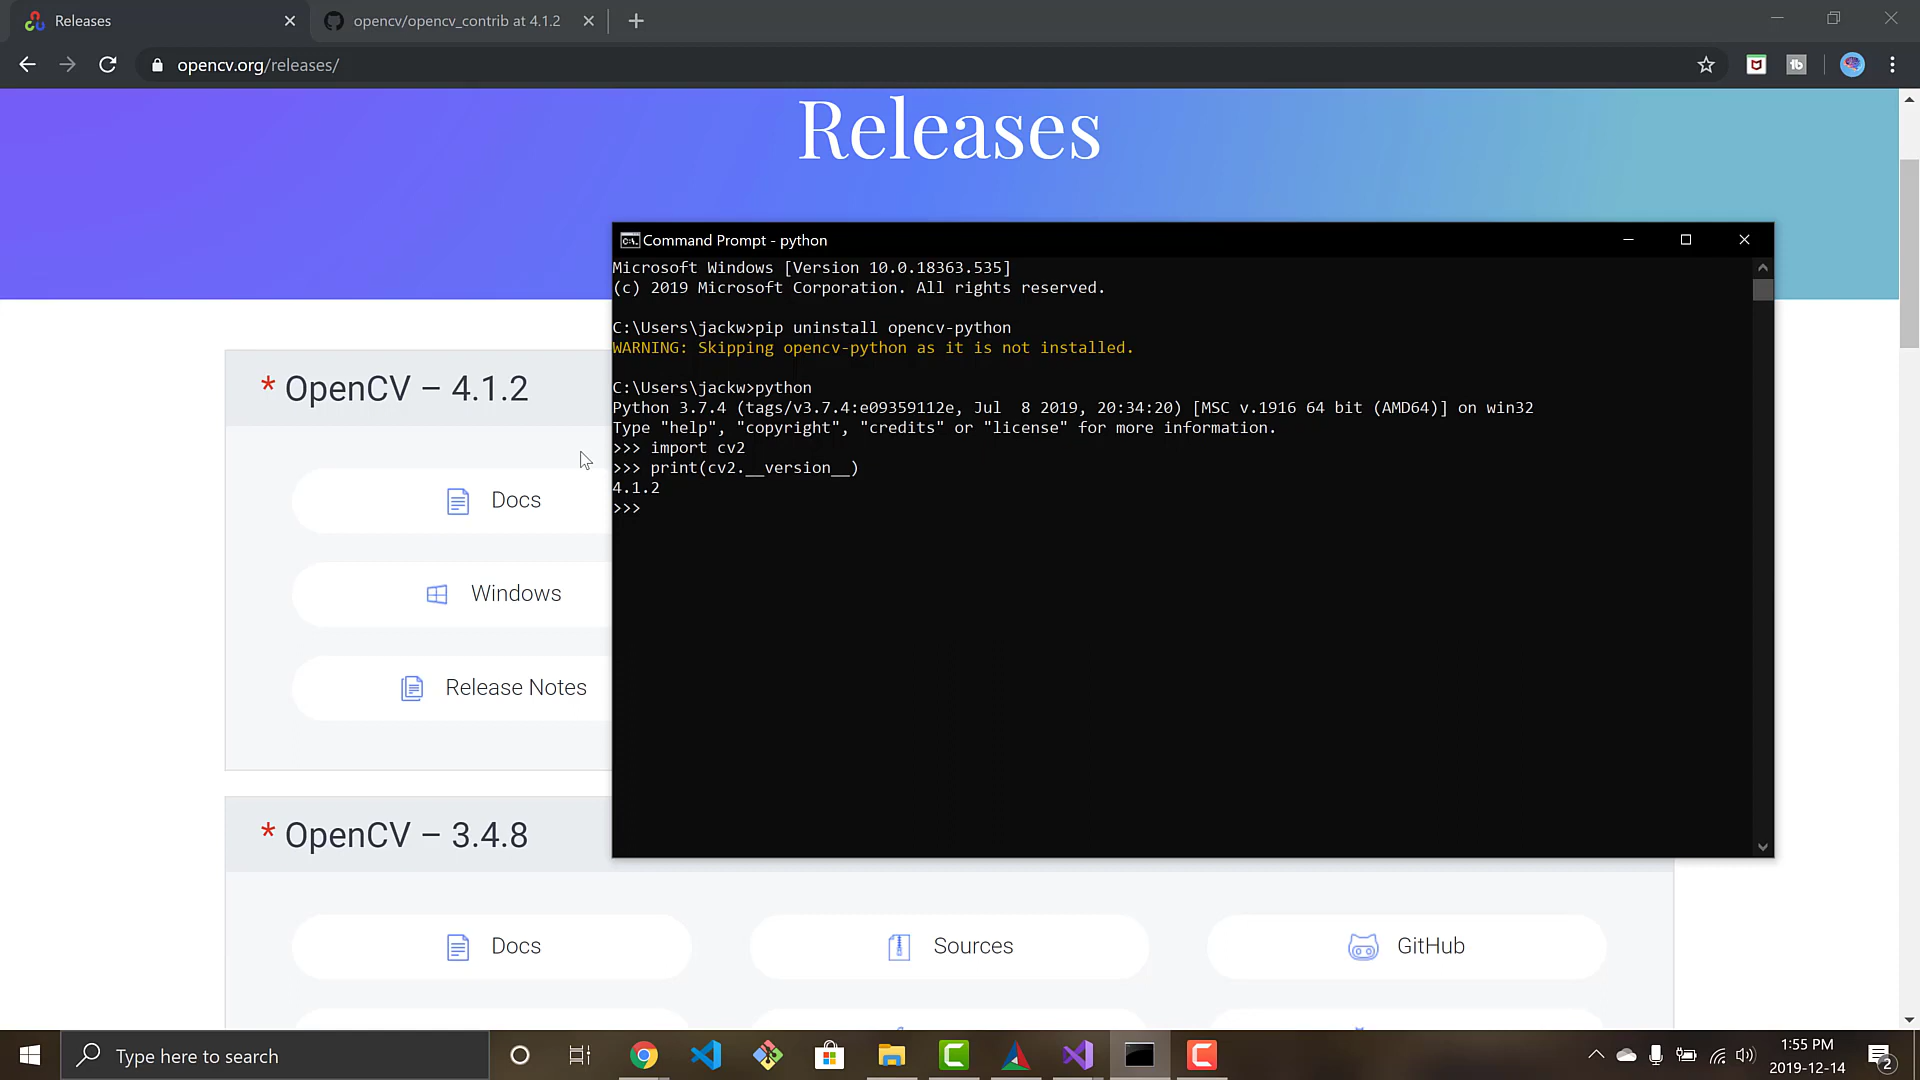 Releases
opencv/opencv_contrib at 4.1.2
opencv.org/releases/
Releases
Command Prompt - python
Microsoft Windows [Version 10.0.18363.535]
(c) 2019 Microsoft Corporation. All rights reserved.
C:\Users\jackw>pip uninstall opencv-python
WARNING: Skipping opencv-python as it is not installed.
C:\Users\jackw>python
Python 3.7.4 (tags/v3.7.4:e09359112e, Jul  8 2019, 20:34:20) [MSC v.1916 64 bit (AMD64)] on win32
Type "help", "copyright", "credits" or "license" for more information.
>>> import cv2
>>> print(cv2.__version__)
4.1.2
>>>
* OpenCV – 4.1.2
Docs
Windows
Release Notes
* OpenCV – 3.4.8
Docs
Sources
GitHub
Type here to search
1:55 PM
2019-12-14
2